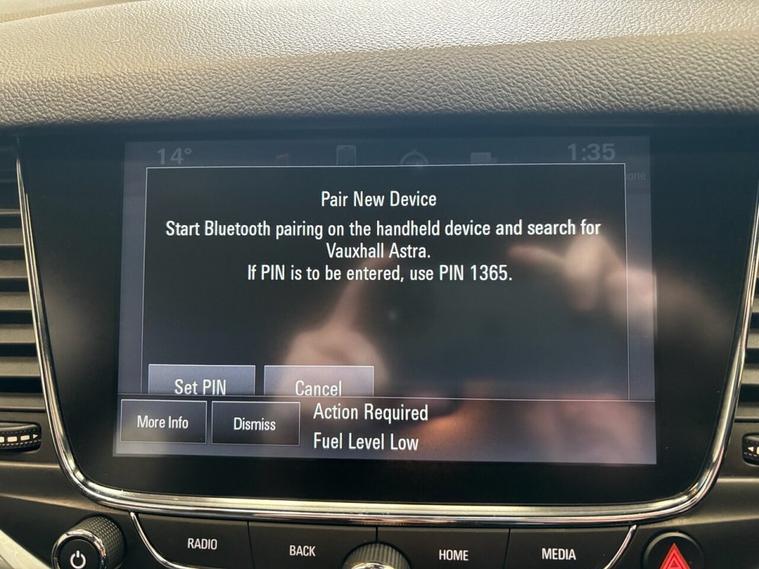 14°
1:35
one
Pair New Device
Start Bluetooth pairing on the handheld device and search for
Vauxhall Astra.
If PIN is to be entered, use PIN 1365.
Set PIN
Cancel
More Info
Dismiss
Action Required
Fuel Level Low
RADIO
BACK
HOME
MEDIA